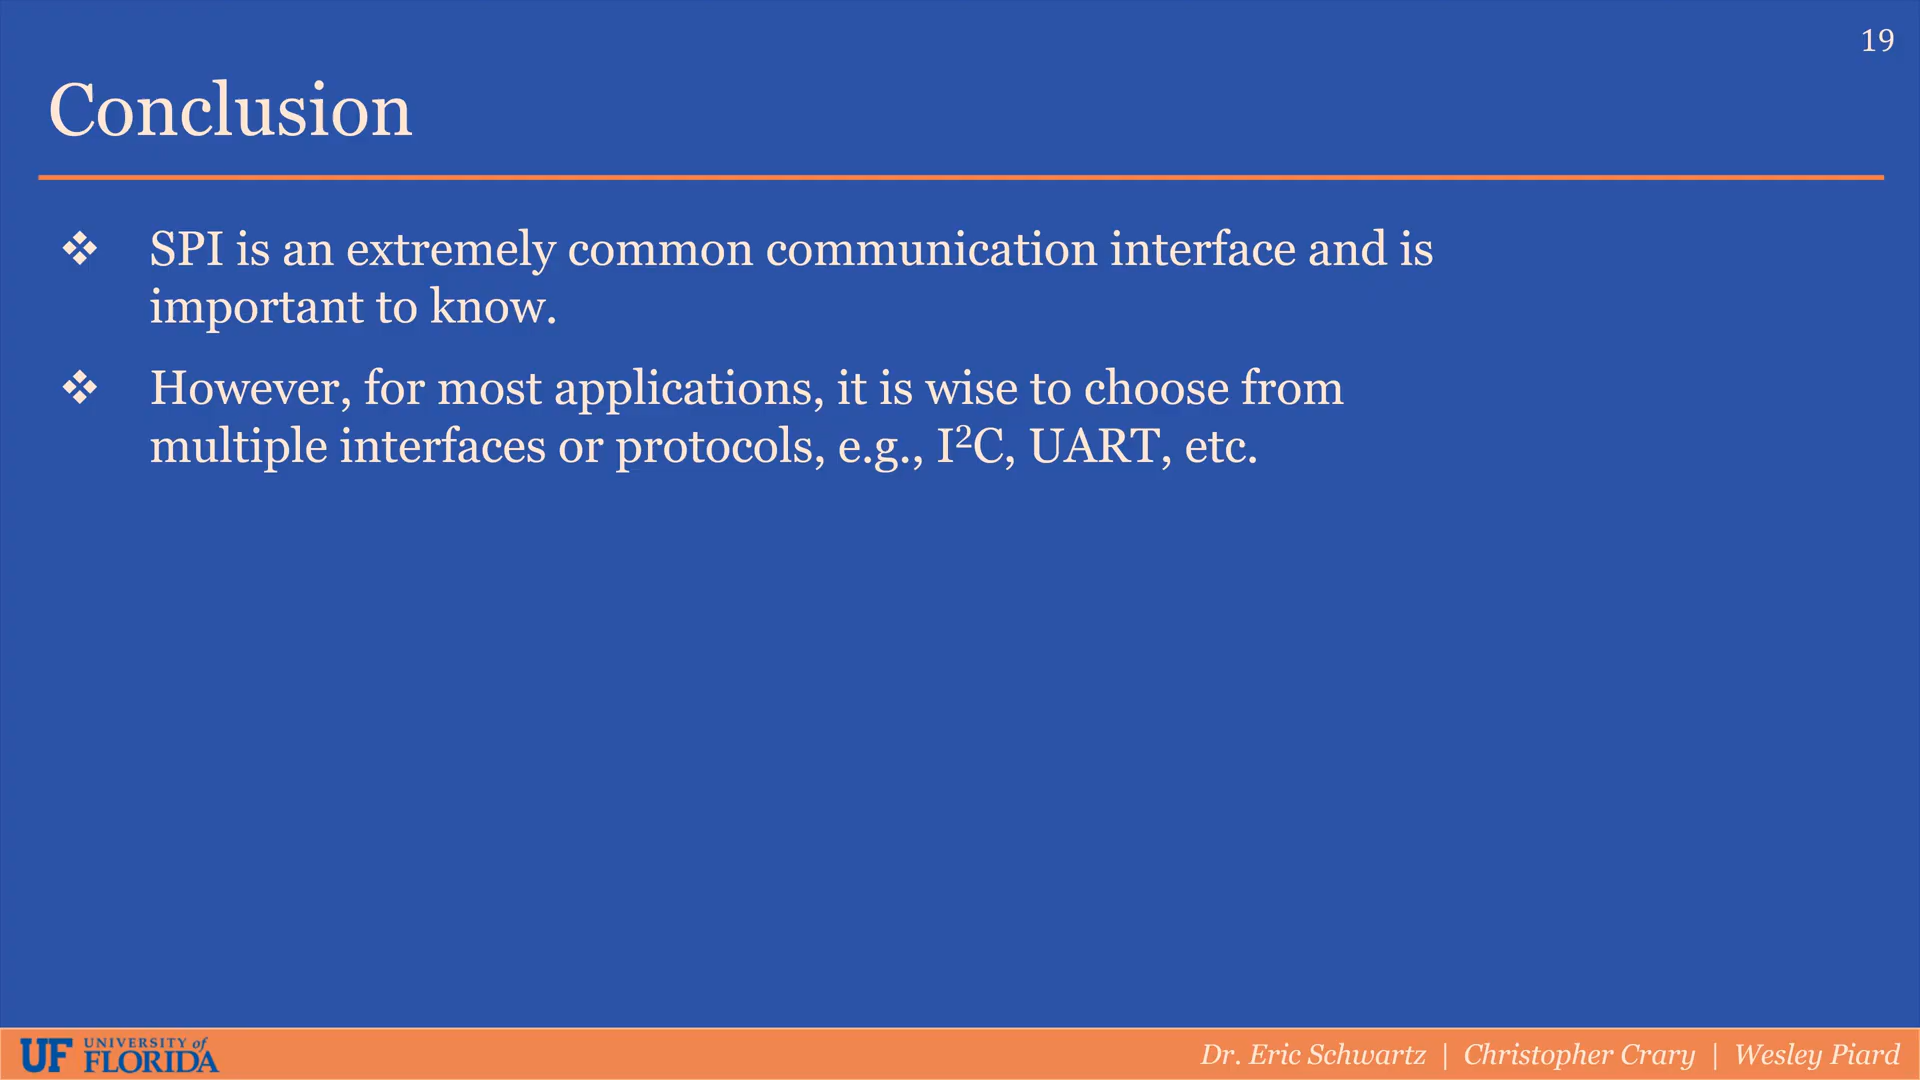 19
Conclusion
❖ SPI is an extremely common communication interface and is
important to know.
❖ However, for most applications, it is wise to choose from
multiple interfaces or protocols, e.g., I²C, UART, etc.
UF UNIVERSITY of
FLORIDA
Dr. Eric Schwartz | Christopher Crary | Wesley Piard